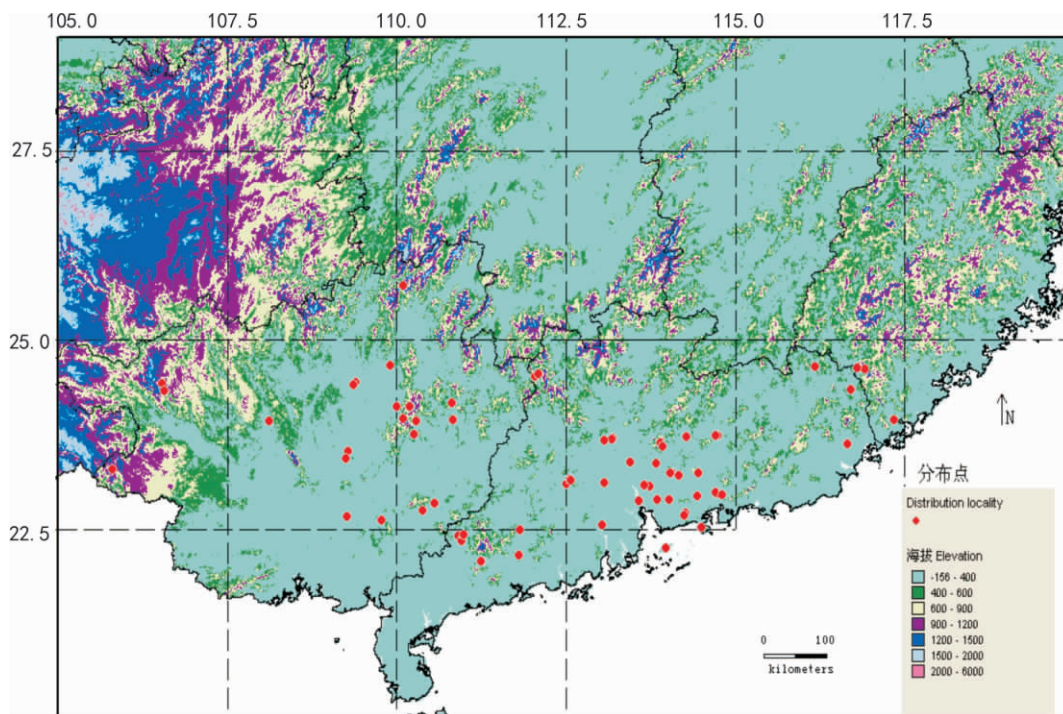 105.0 107.5 110.0 112.5 115.0 117.5
27.5
25.0
22.5
N
分布点
Distribution locality
海拔 Elevation
-156 - 400
400 - 600
600 - 900
900 - 1200
1200 - 1500
1500 - 2000
2000 - 6000
0 100
kilometers